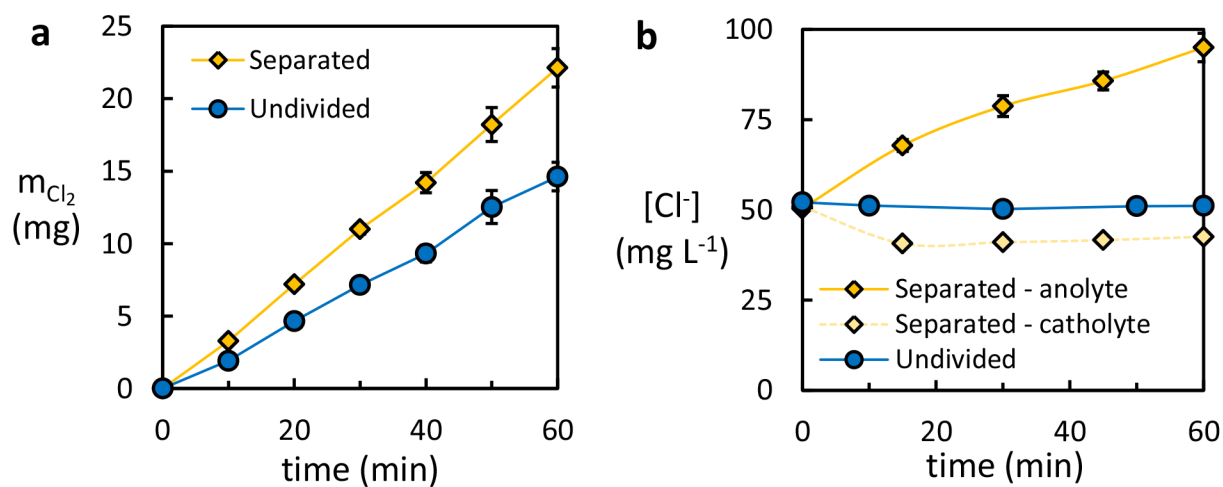 a
25
20
15
10
5
0
m_Cl2
(mg)
Separated
Undivided
0 20 40 60
time (min)
b
100
75
50
25
0
[Cl⁻]
(mg L⁻¹)
Separated - anolyte
Separated - catholyte
Undivided
0 20 40 60
time (min)